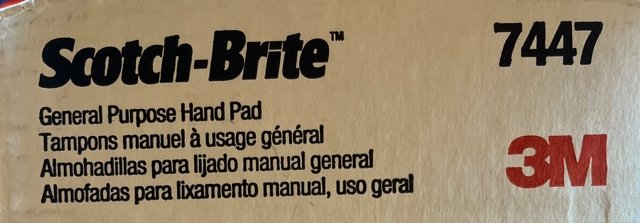 Scotch-Brite™ 7447
General Purpose Hand Pad
Tampons manuel à usage général
Almohadillas para lijado manual general
Almofadas para lixamento manual, uso geral
3M